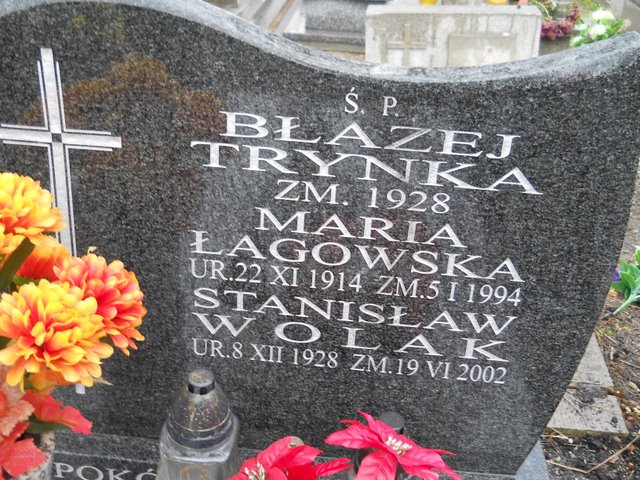 Ś. P.
BŁAZEJ
TRYNKA
ZM. 1928
MARIA
ŁAGOWSKA
UR.22 XI 1914 ZM.5 I 1994
STANISŁAW
WOLAK
UR.8 XII 1928 ZM.19 VI 2002